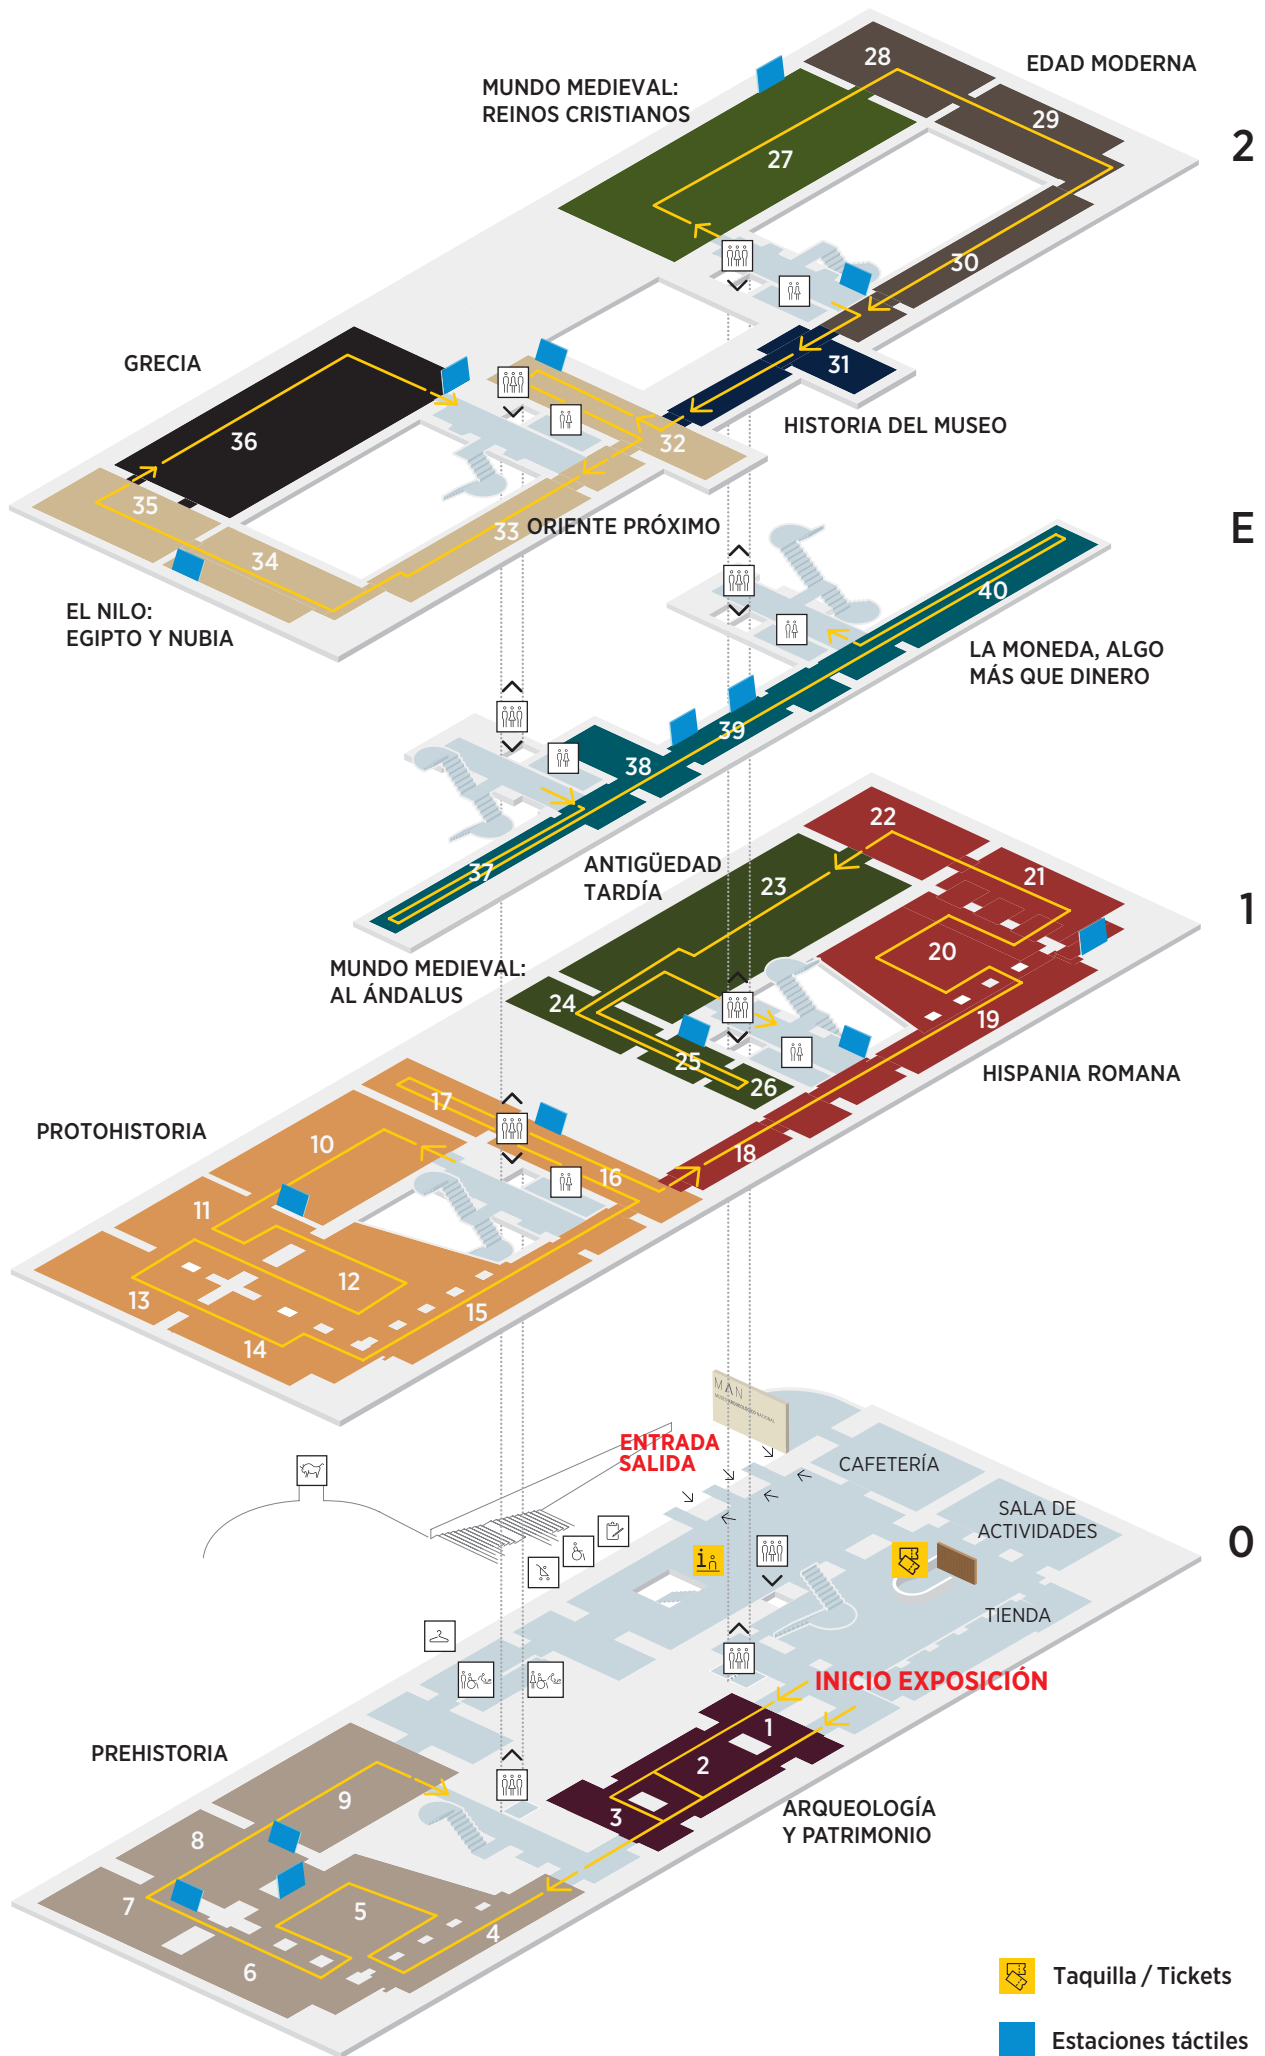 28
EDAD MODERNA
MUNDO MEDIEVAL:
REINOS CRISTIANOS
29
2
27
30
GRECIA
31
HISTORIA DEL MUSEO
36
32
35
33
ORIENTE PRÓXIMO
E
34
40
EL NILO:
EGIPTO Y NUBIA
LA MONEDA, ALGO
MÁS QUE DINERO
39
38
22
37
ANTIGÜEDAD
TARDÍA
23
21
1
20
MUNDO MEDIEVAL:
AL ÁNDALUS
24
19
25
26
HISPANIA ROMANA
17
PROTOHISTORIA
10
18
16
11
12
13
15
14
MAN
MUSEO ARQUEOLÓGICO NACIONAL
ENTRADA
SALIDA
CAFETERÍA
SALA DE
ACTIVIDADES
0
i
TIENDA
INICIO EXPOSICIÓN
1
PREHISTORIA
2
9
3
ARQUEOLOGÍA
Y PATRIMONIO
8
7
5
4
6
Taquilla / Tickets
Estaciones táctiles